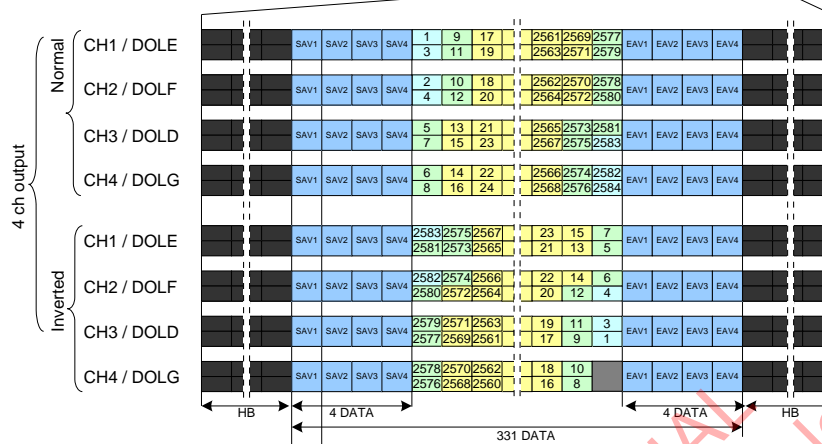 4 ch output
Normal
CH1 / DOLE SAV1 SAV2 SAV3 SAV4 1 9 17 2561 2569 2577 EAV1 EAV2 EAV3 EAV4
3 11 19 2563 2571 2579
CH2 / DOLF SAV1 SAV2 SAV3 SAV4 2 10 18 2562 2570 2578 EAV1 EAV2 EAV3 EAV4
4 12 20 2564 2572 2580
CH3 / DOLD SAV1 SAV2 SAV3 SAV4 5 13 21 2565 2573 2581 EAV1 EAV2 EAV3 EAV4
7 15 23 2567 2575 2583
CH4 / DOLG SAV1 SAV2 SAV3 SAV4 6 14 22 2566 2574 2582 EAV1 EAV2 EAV3 EAV4
8 16 24 2568 2576 2584
Inverted
CH1 / DOLE SAV1 SAV2 SAV3 SAV4 2583 2575 2567 23 15 7 EAV1 EAV2 EAV3 EAV4
2581 2573 2565 21 13 5
CH2 / DOLF SAV1 SAV2 SAV3 SAV4 2582 2574 2566 22 14 6 EAV1 EAV2 EAV3 EAV4
2580 2572 2564 20 12 4
CH3 / DOLD SAV1 SAV2 SAV3 SAV4 2579 2571 2563 19 11 3 EAV1 EAV2 EAV3 EAV4
2577 2569 2561 17 9 1
CH4 / DOLG SAV1 SAV2 SAV3 SAV4 2578 2570 2562 18 10 EAV1 EAV2 EAV3 EAV4
2576 2568 2560 16 8
HB 4 DATA 4 DATA HB
331 DATA